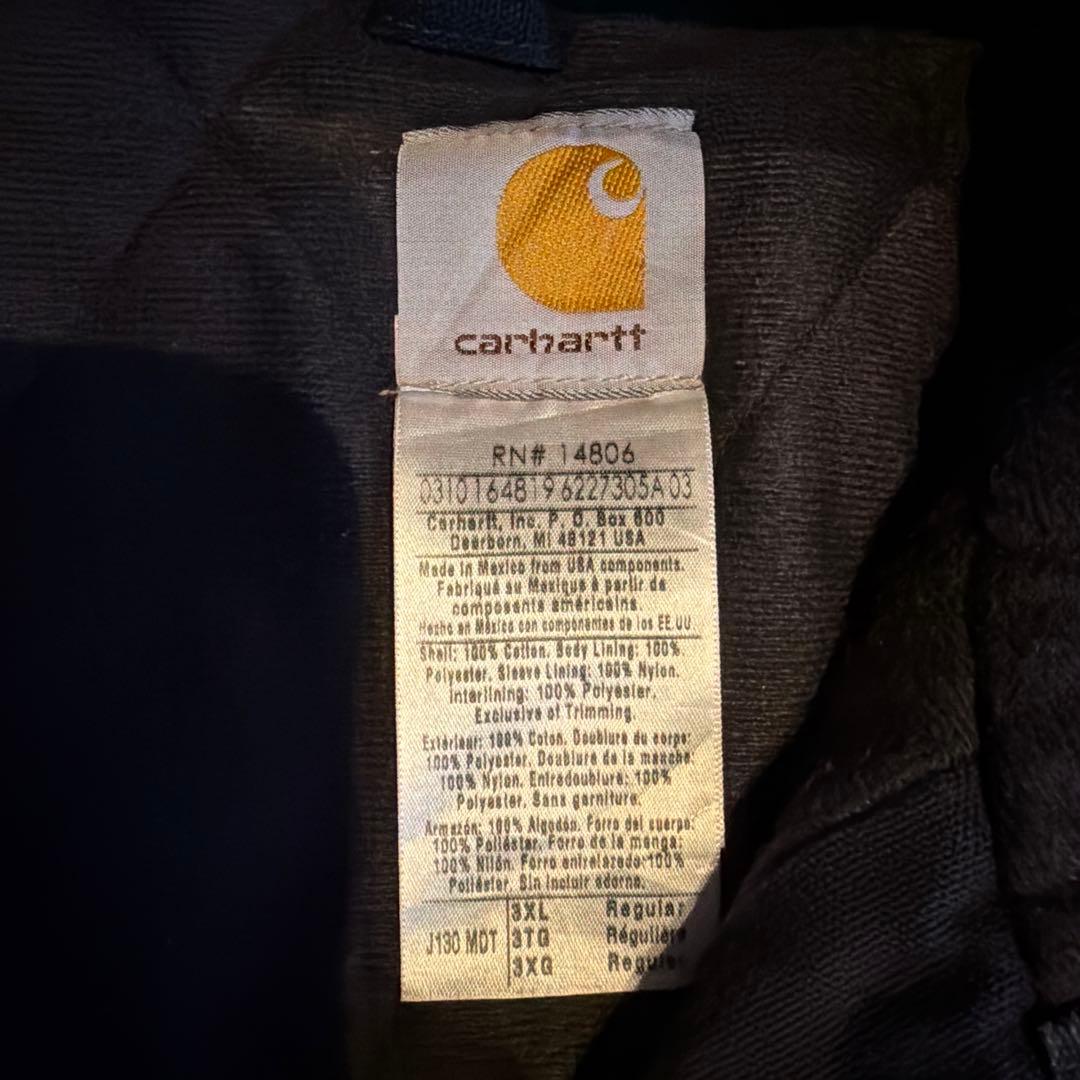 carhartt
RN# 14806
0310164819 6227305A 03
Carhartt, Inc. P. O. Box 600
Dearborn, MI 48121 USA
Made in Mexico from USA components.
Fabriqué au Mexique à partir de
composants américains.
Hecho en México con componentes de los EE.UU
Shell: 100% Cotton. Body Lining: 100%
Polyester. Sleeve Lining: 100% Nylon.
Interlining: 100% Polyester.
Exclusive of Trimming
Extérieur: 100% Coton. Doublure du corps:
100% Polyester. Doublure de la manche
100% Nylon. Entredoublure: 100%
Polyester. Sans garniture.
Armazón: 100% Algodón. Forro del cuerpo:
100% Poliéster. Forro de la manga:
100% Nilón. Forro entrelazado:100%
Poliéster. Sin incluir adorno.
J130 MDT
3XL Regular
3TG Régulière
3XG Regular